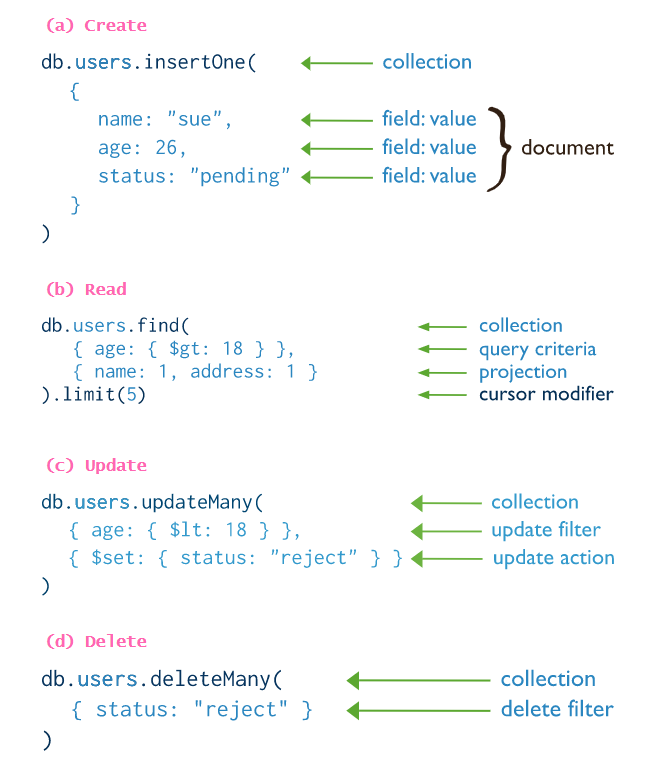 (a) Create
db.users.insertOne( collection
{
name: "sue", field: value
age: 26, field: value document
status: "pending" field: value
}
)
(b) Read
db.users.find( collection
{ age: { $gt: 18 } }, query criteria
{ name: 1, address: 1 } projection
).limit(5) cursor modifier
(c) Update
db.users.updateMany( collection
{ age: { $lt: 18 } }, update filter
{ $set: { status: "reject" } } update action
)
(d) Delete
db.users.deleteMany( collection
{ status: "reject" } delete filter
)